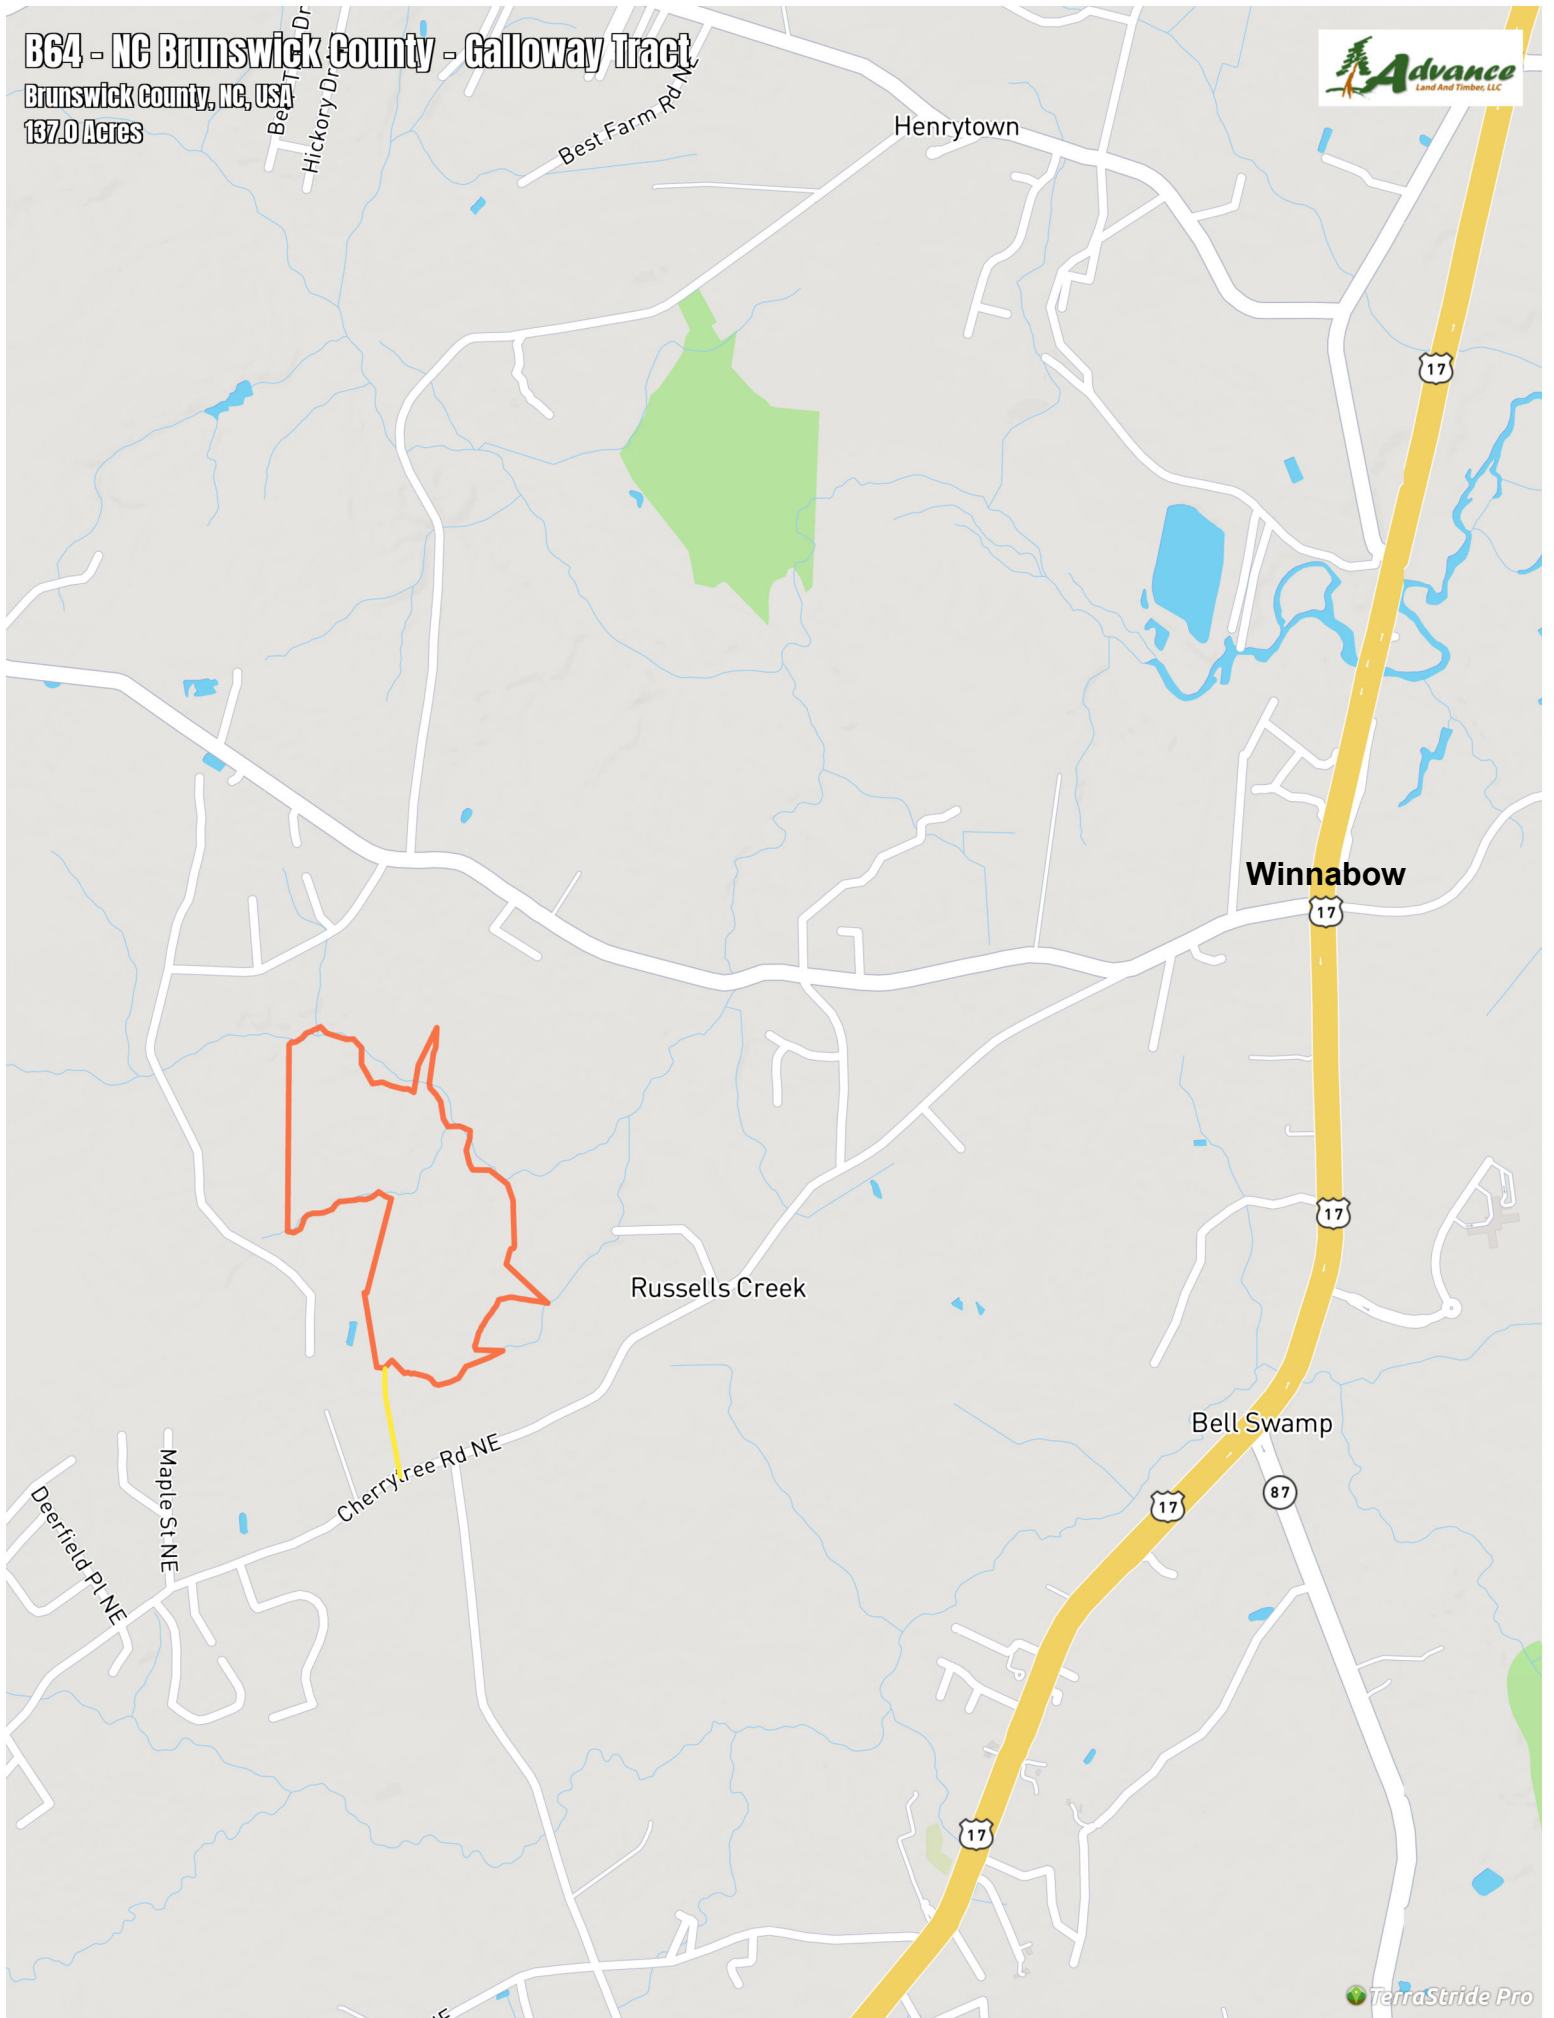 B64 - NC Brunswick County - Galloway Tract
Brunswick County, NC, USA
137.0 Acres
Advance
Land And Timber, LLC
Hickory Dr
Best Farm Rd N
Henrytown
17
Winnabow
17
17
Russells Creek
Bell Swamp
87
17
Cherrytree Rd NE
Maple St NE
Deerfield Pl NE
17
TerraStride Pro